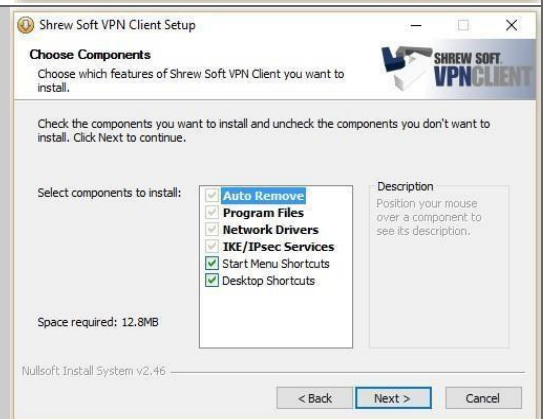 Shrew Soft VPN Client Setup
Choose Components
Choose which features of Shrew Soft VPN Client you want to
install.
SHREW SOFT
VPNCLIENT
Check the components you want to install and uncheck the components you don't want to
install. Click Next to continue.
Select components to install:
Auto Remove
Program Files
Network Drivers
IKE/IPsec Services
Start Menu Shortcuts
Desktop Shortcuts
Description
Position your mouse
over a component to
see its description.
Space required: 12.8MB
Nullsoft Install System v2.46
< Back
Next >
Cancel